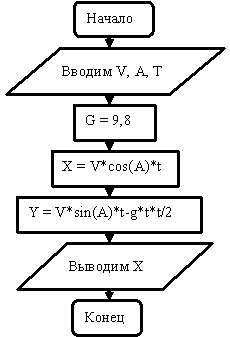 Начало
Вводим V, A, T
G = 9,8
X = V*cos(A)*t
Y = V*sin(A)*t-g*t*t/2
Выводим X
Конец